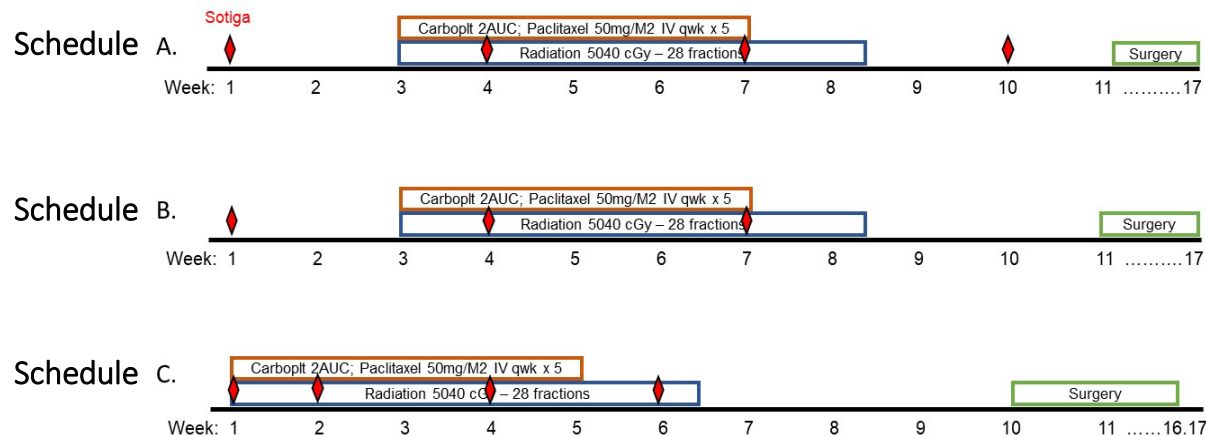 Sotiga
Schedule A.
Carboplt 2AUC; Paclitaxel 50mg/M2 IV qwk x 5
Radiation 5040 cGy – 28 fractions
Surgery
Week: 1 2 3 4 5 6 7 8 9 10 11 ……….17
Schedule B.
Carboplt 2AUC; Paclitaxel 50mg/M2 IV qwk x 5
Radiation 5040 cGy – 28 fractions
Surgery
Week: 1 2 3 4 5 6 7 8 9 10 11 ……….17
Schedule C.
Carboplt 2AUC; Paclitaxel 50mg/M2 IV qwk x 5
Radiation 5040 cGy – 28 fractions
Surgery
Week: 1 2 3 4 5 6 7 8 9 10 11 ……16.17